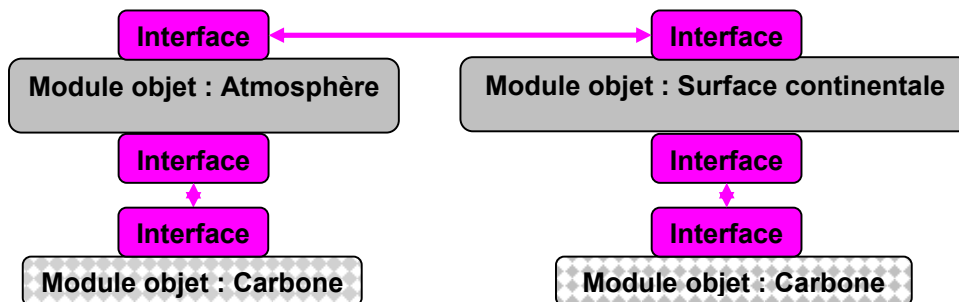 Interface
Interface
Module objet : Atmosphère
Module objet : Surface continentale
Interface
Interface
Interface
Interface
Module objet : Carbone
Module objet : Carbone